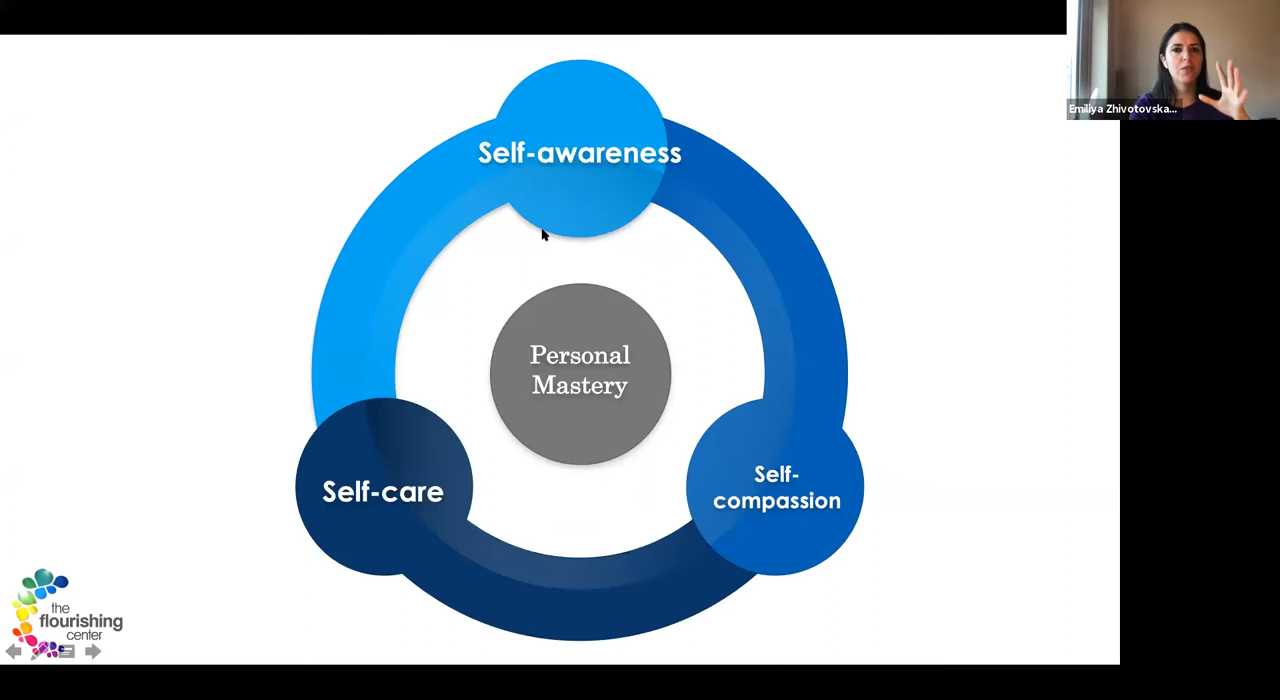 Emiliya Zhivotovska...
Self-awareness
Personal
Mastery
Self-care
Self-
compassion
the
flourishing
center